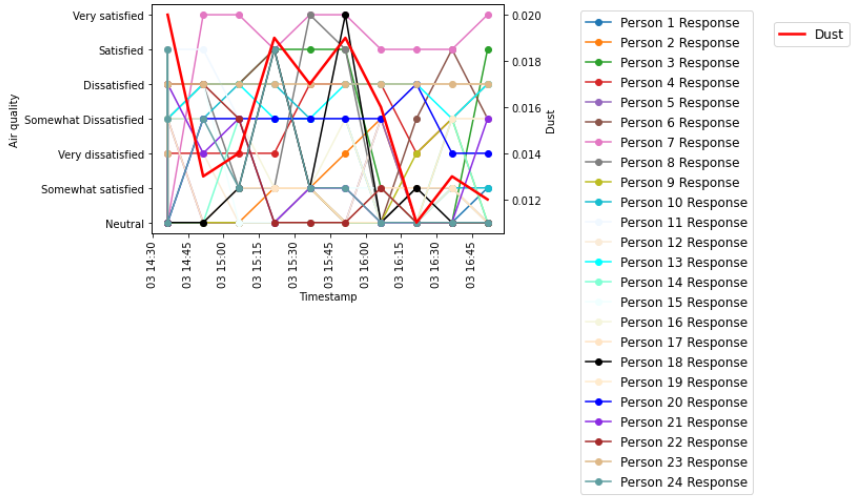 Very satisfied
Satisfied
Dissatisfied
Somewhat Dissatisfied
Very dissatisfied
Somewhat satisfied
Neutral
Air quality
0.020
0.018
0.016
0.014
0.012
Dust
03 14:30
03 14:45
03 15:00
03 15:15
03 15:30
03 15:45
03 16:00
03 16:15
03 16:30
03 16:45
Timestamp
Person 1 Response
Person 2 Response
Person 3 Response
Person 4 Response
Person 5 Response
Person 6 Response
Person 7 Response
Person 8 Response
Person 9 Response
Person 10 Response
Person 11 Response
Person 12 Response
Person 13 Response
Person 14 Response
Person 15 Response
Person 16 Response
Person 17 Response
Person 18 Response
Person 19 Response
Person 20 Response
Person 21 Response
Person 22 Response
Person 23 Response
Person 24 Response
Dust